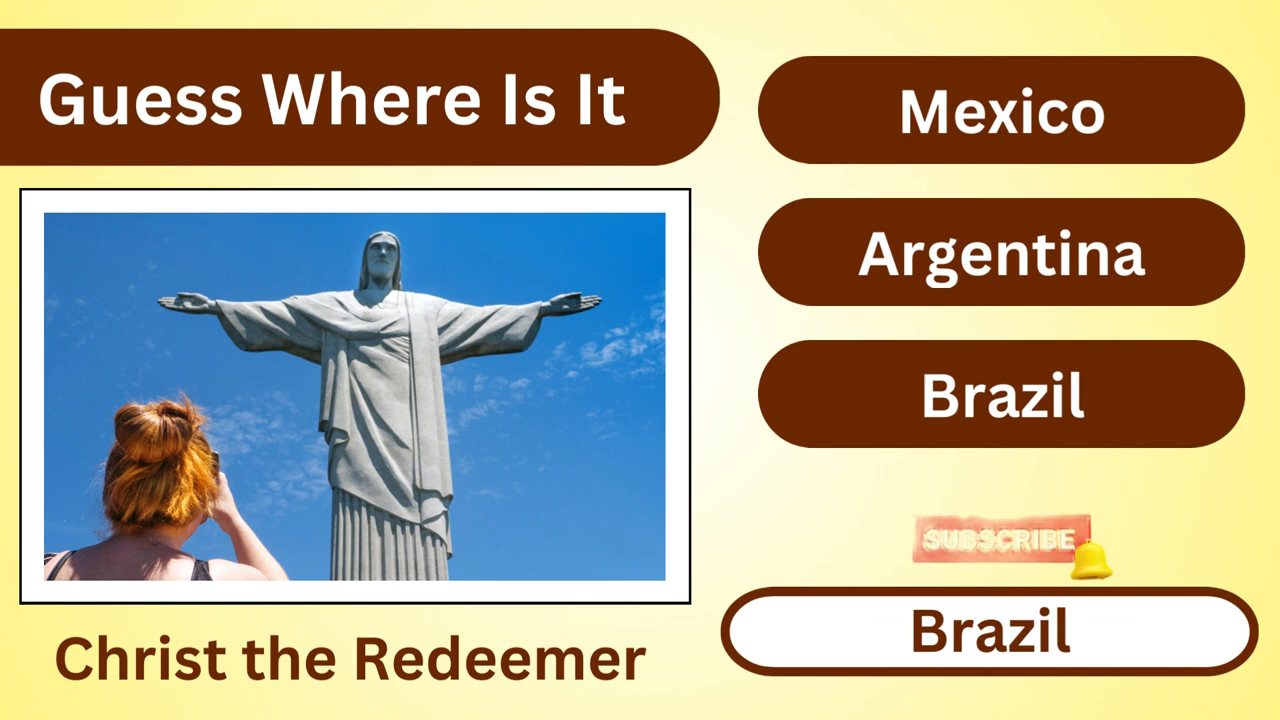 Guess Where Is It
Christ the Redeemer
Mexico
Argentina
Brazil
SUBSCRIBE
Brazil